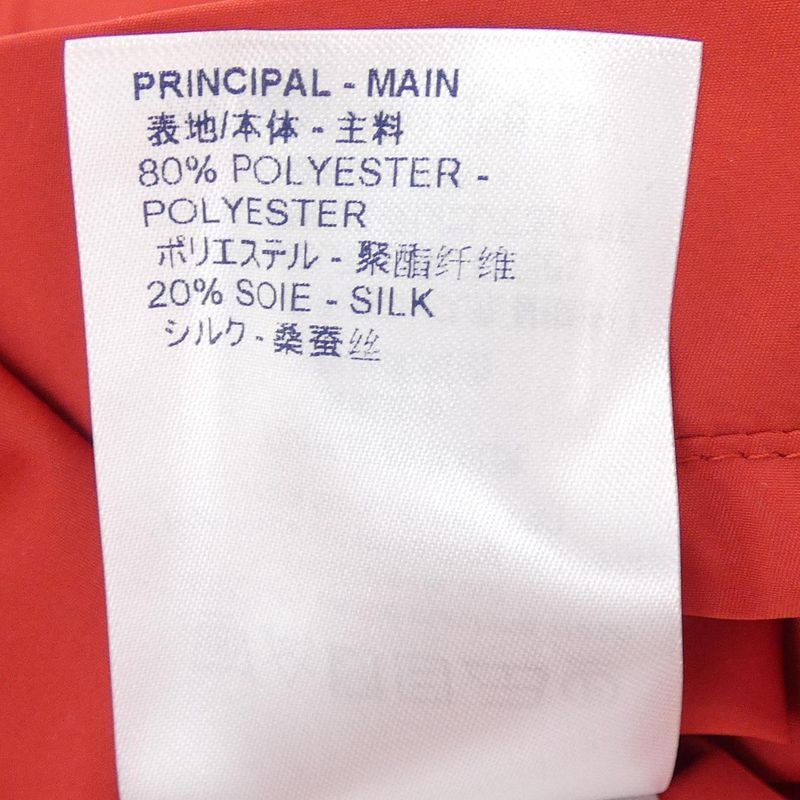 PRINCIPAL - MAIN
表地/本体 - 主料
80% POLYESTER -
POLYESTER
ポリエステル - 聚酯纤维
20% SOIE - SILK
シルク - 桑蚕丝